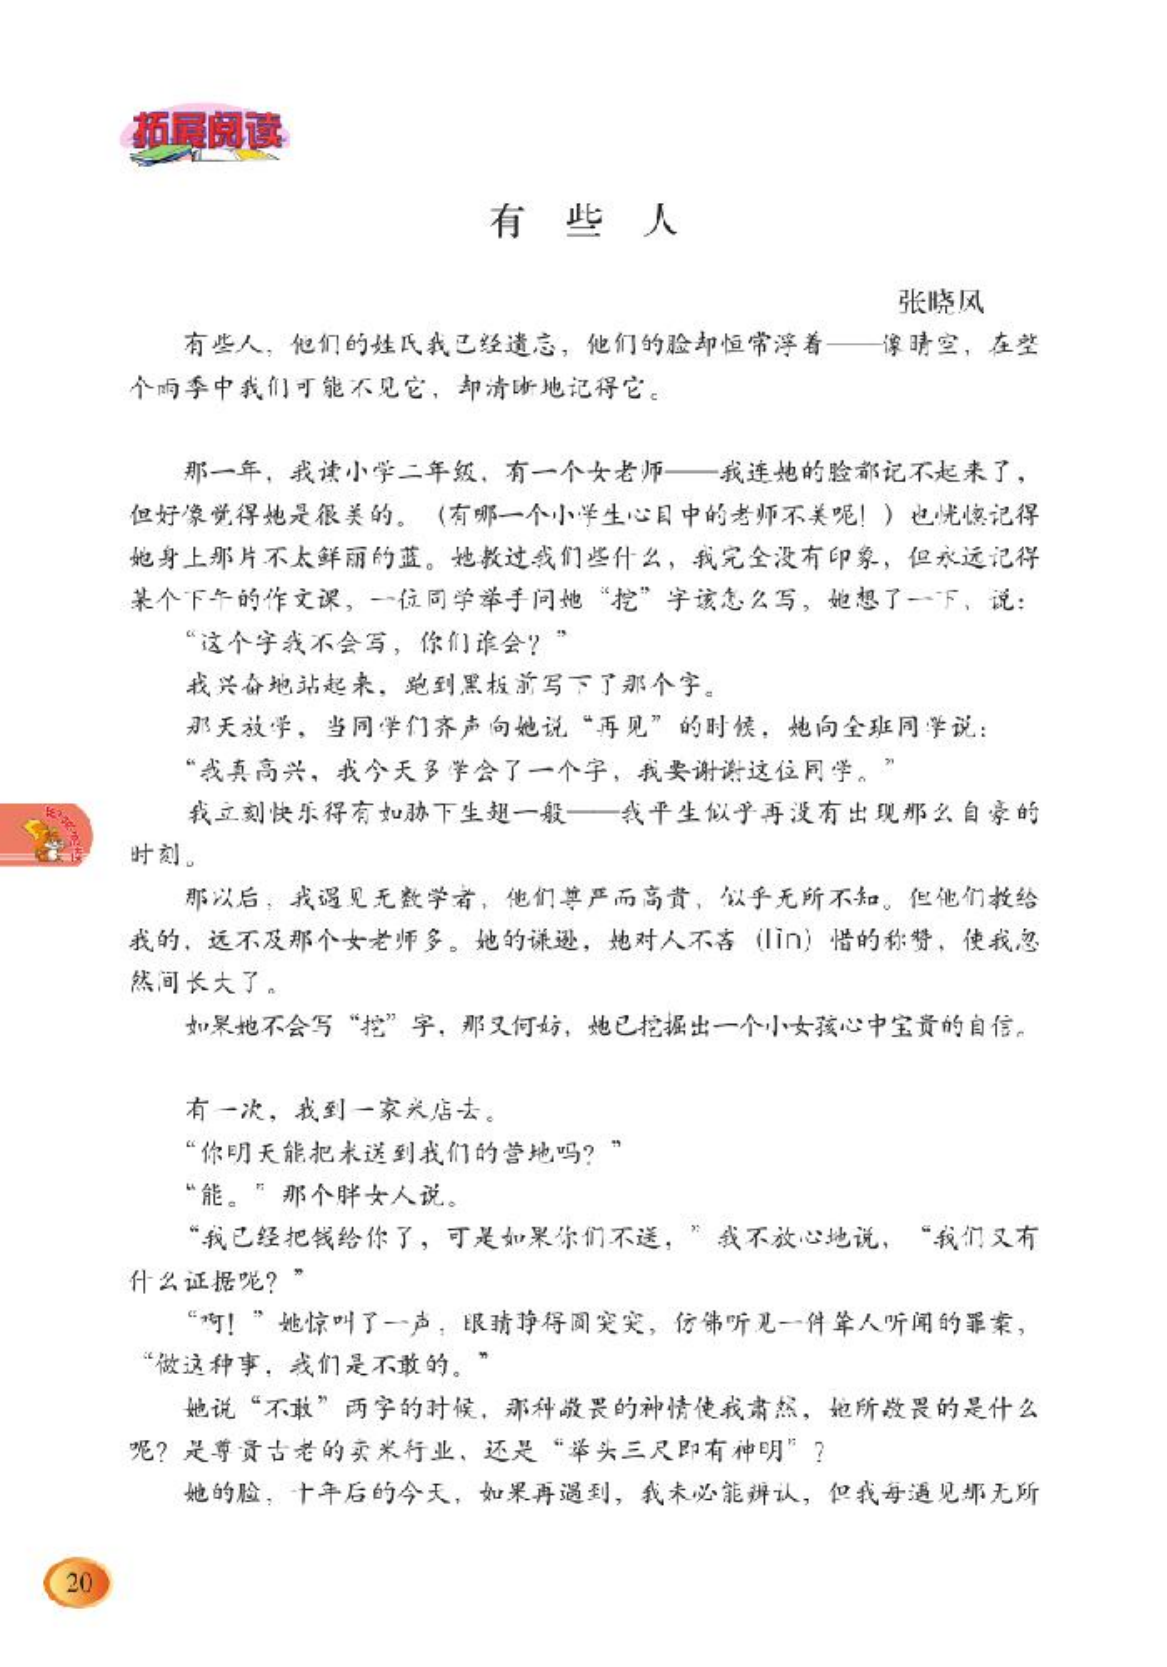 拓展阅读
有些人
张晓风
有些人，他们的姓氏我已经遗忘，他们的脸却恒常浮着——像晴空，在整
个雨季中我们可能不见它，却清晰地记得它。
那一年，我读小学二年级，有一个女老师——我连她的脸都记不起来了，
但好像觉得她是很美的。（有哪一个小学生心目中的老师不美呢！）也恍惚记得
她身上那片不太鲜丽的蓝。她教过我们些什么，我完全没有印象，但永远记得
某个下午的作文课，一位同学举手问她“挖”字该怎么写，她想了一下，说：
“这个字我不会写，你们谁会？”
我兴奋地站起来，跑到黑板前写下了那个字。
那天放学，当同学们齐声向她说“再见”的时候，她向全班同学说：
“我真高兴，我今天多学会了一个字，我要谢谢这位同学。”
我立刻快乐得有如胁下生翅一般——我平生似乎再没有出现那么自豪的
时刻。
那以后，我遇见无数学者，他们尊严而高贵，似乎无所不知。但他们教给
我的，远不及那个女老师多。她的谦逊，她对人不吝（lìn）惜的称赞，使我忽
然间长大了。
如果她不会写“挖”字，那又何妨，她已挖掘出一个小女孩心中宝贵的自信。
有一次，我到一家米店去。
“你明天能把米送到我们的营地吗？”
“能。”那个胖女人说。
“我已经把钱给你了，可是如果你们不送，”我不放心地说，“我们又有
什么证据呢？”
“啊！”她惊叫了一声，眼睛睁得圆突突，仿佛听见一件耸人听闻的罪案，
“做这种事，我们是不敢的。”
她说“不敢”两字的时候，那种敬畏的神情使我肃然，她所敬畏的是什么
呢？是尊贵古老的卖米行业，还是“举头三尺即有神明”？
她的脸，十年后的今天，如果再遇到，我未必能辨认，但我每遇见那无所
20